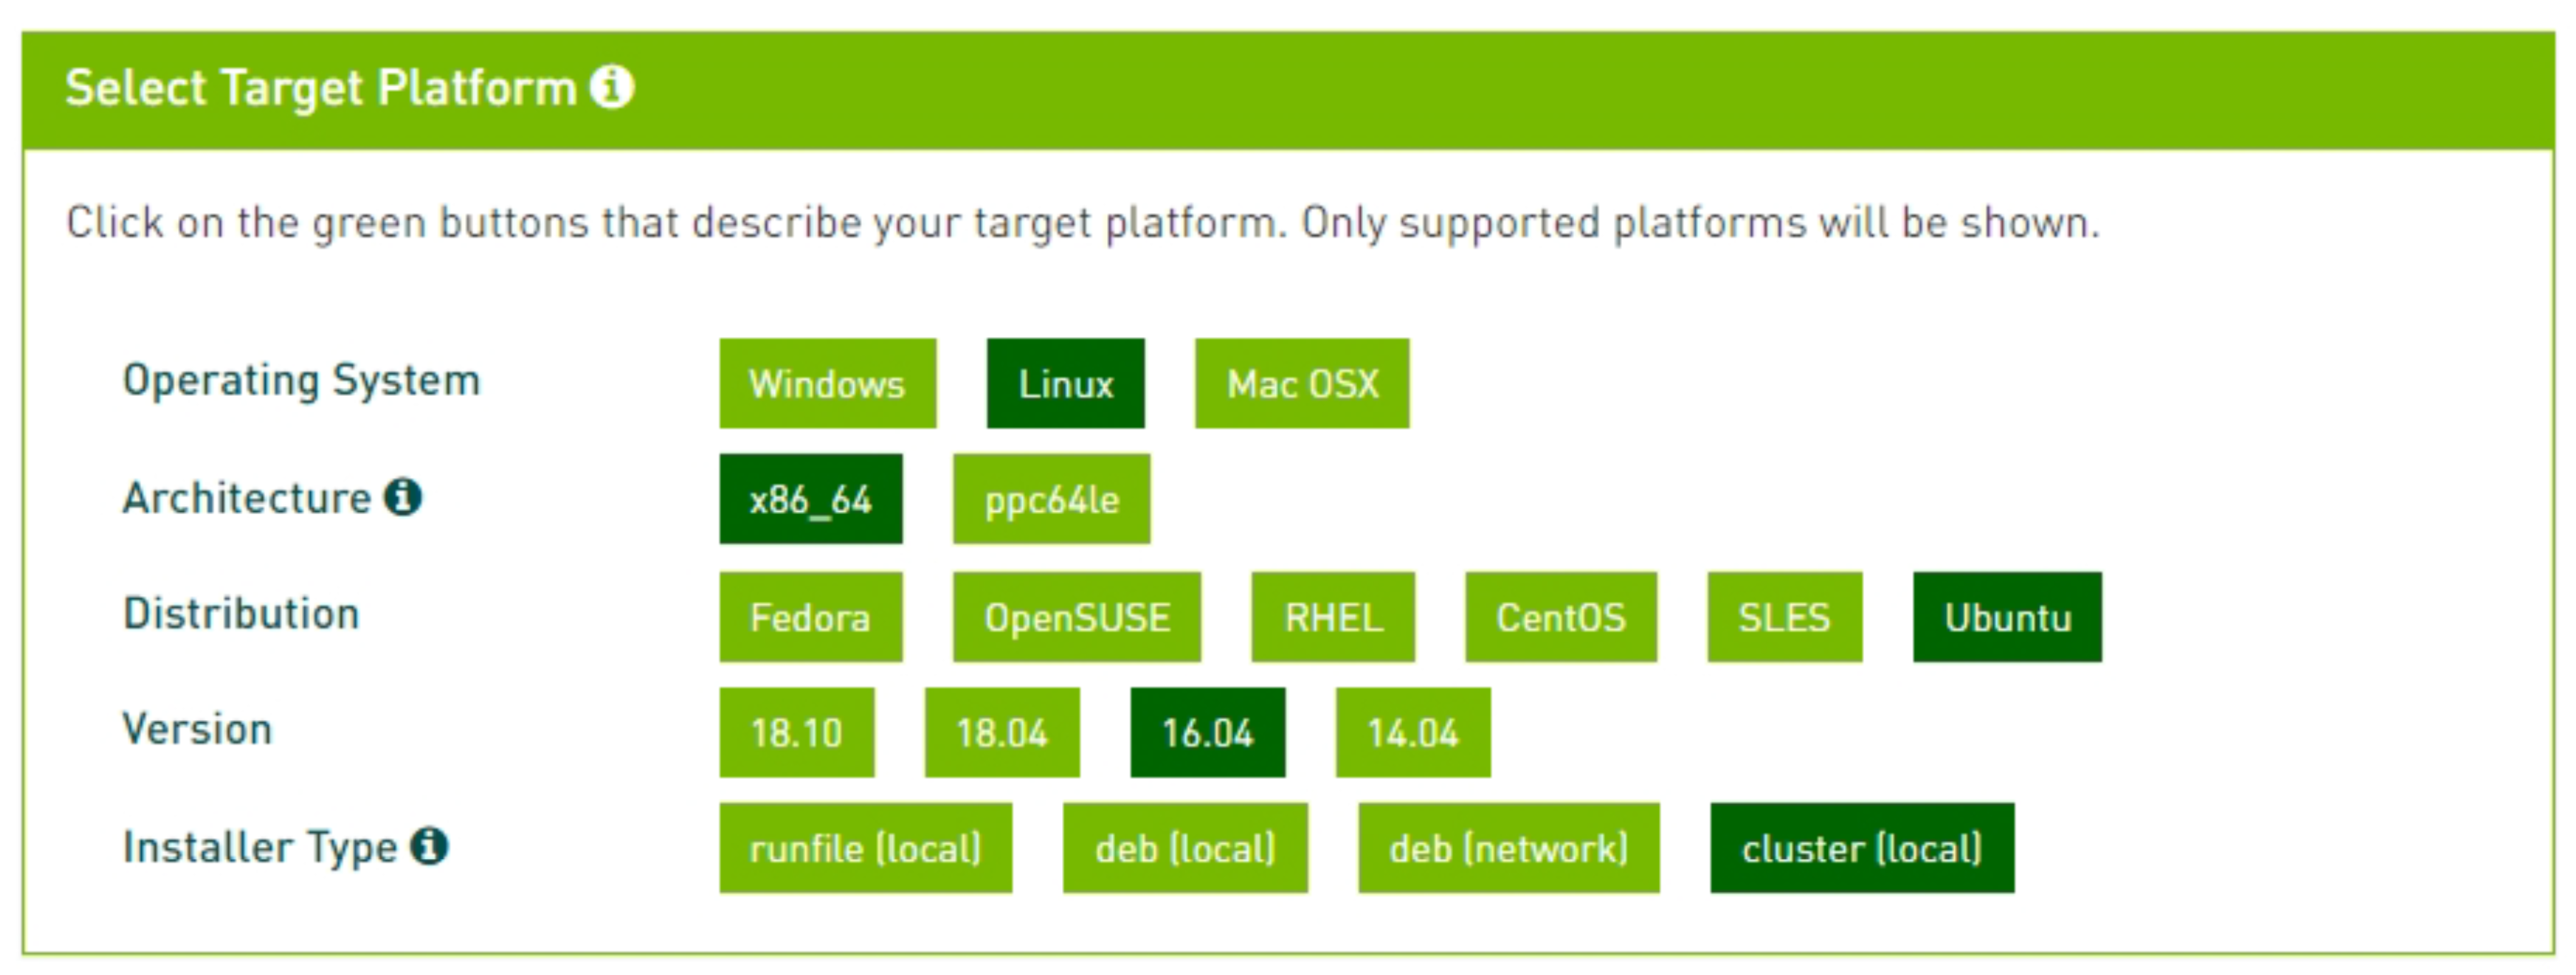 Select Target Platform
Click on the green buttons that describe your target platform. Only supported platforms will be shown.
Operating System Windows Linux Mac OSX
Architecture x86_64 ppc64le
Distribution Fedora OpenSUSE RHEL CentOS SLES Ubuntu
Version 18.10 18.04 16.04 14.04
Installer Type runfile (local) deb (local) deb (network) cluster (local)